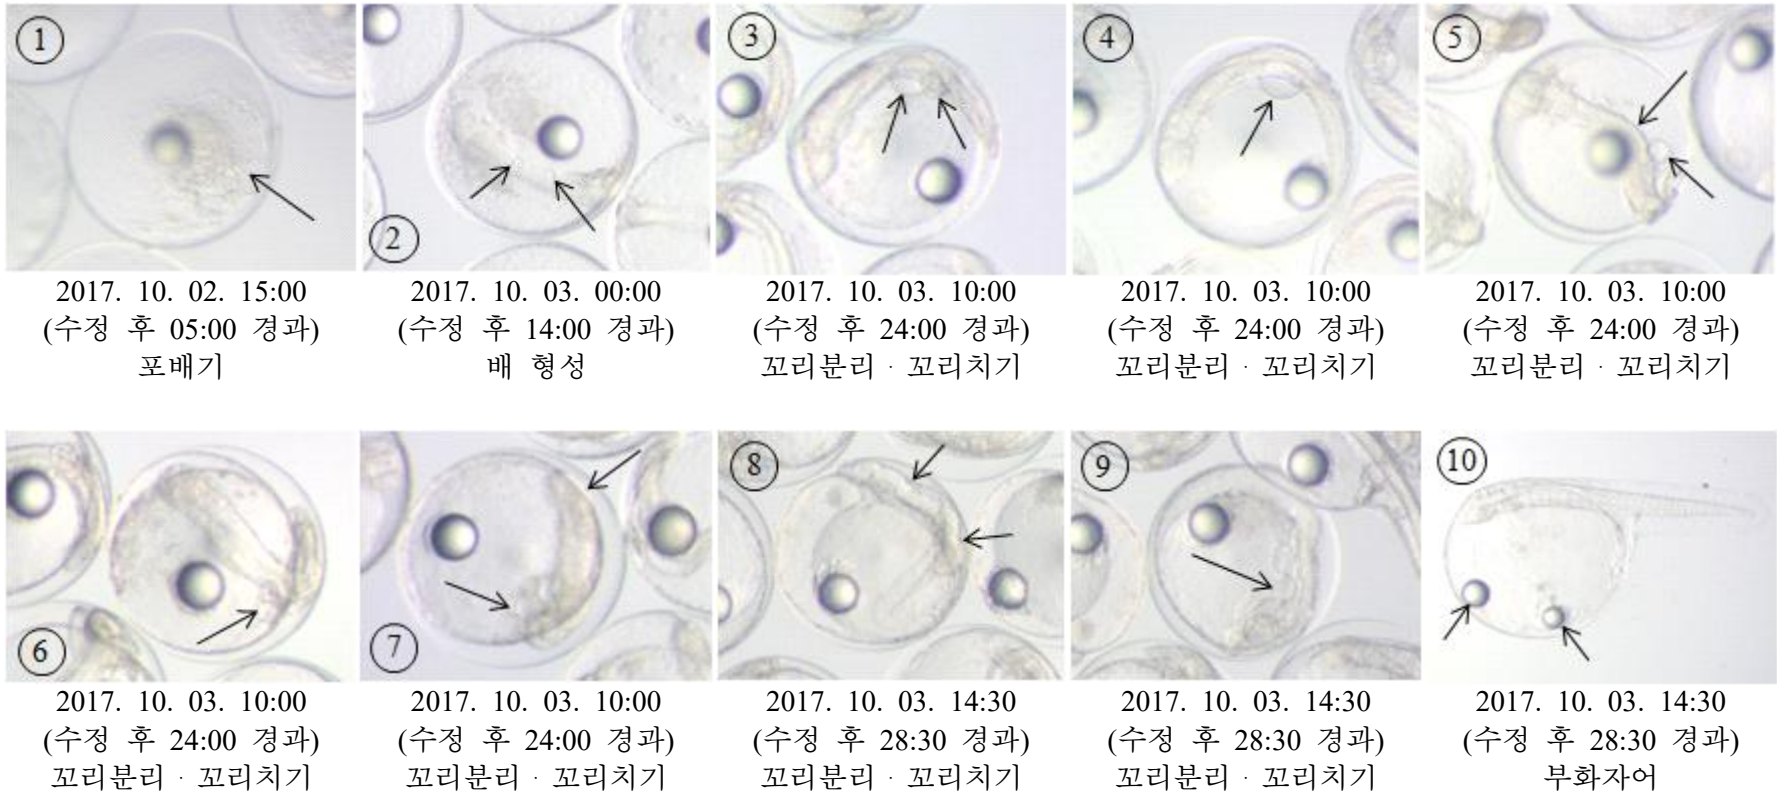 ①
2017. 10. 02. 15:00
(수정 후 05:00 경과)
포배기
②
2017. 10. 03. 00:00
(수정 후 14:00 경과)
배 형성
③
2017. 10. 03. 10:00
(수정 후 24:00 경과)
꼬리분리 · 꼬리치기
④
2017. 10. 03. 10:00
(수정 후 24:00 경과)
꼬리분리 · 꼬리치기
⑤
2017. 10. 03. 10:00
(수정 후 24:00 경과)
꼬리분리 · 꼬리치기
⑥
2017. 10. 03. 10:00
(수정 후 24:00 경과)
꼬리분리 · 꼬리치기
⑦
2017. 10. 03. 10:00
(수정 후 24:00 경과)
꼬리분리 · 꼬리치기
⑧
2017. 10. 03. 14:30
(수정 후 28:30 경과)
꼬리분리 · 꼬리치기
⑨
2017. 10. 03. 14:30
(수정 후 28:30 경과)
꼬리분리 · 꼬리치기
⑩
2017. 10. 03. 14:30
(수정 후 28:30 경과)
부화자어